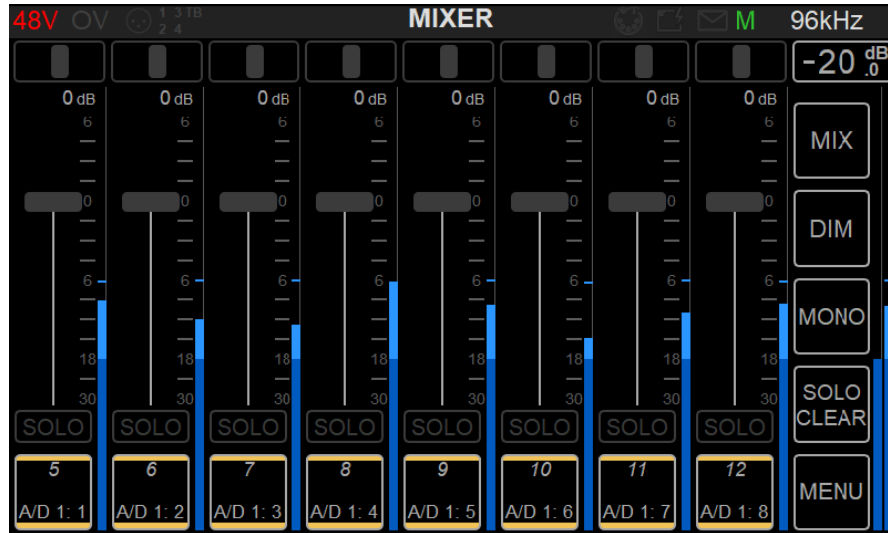 48V OV 1 3 TB MIXER M 96kHz
2 4
-20 .0 dB
0 dB 0 dB 0 dB 0 dB 0 dB 0 dB 0 dB 0 dB
6 6 6 6 6 6 6 6
MIX
0 0 0 0 0 0 0 0
DIM
6 6 6 6 6 6 6 6
MONO
18 18 18 18 18 18 18 18
30 30 30 30 30 30 30 30
SOLO CLEAR
SOLO SOLO SOLO SOLO SOLO SOLO SOLO SOLO
5 6 7 8 9 10 11 12
MENU
A/D 1: 1 A/D 1: 2 A/D 1: 3 A/D 1: 4 A/D 1: 5 A/D 1: 6 A/D 1: 7 A/D 1: 8